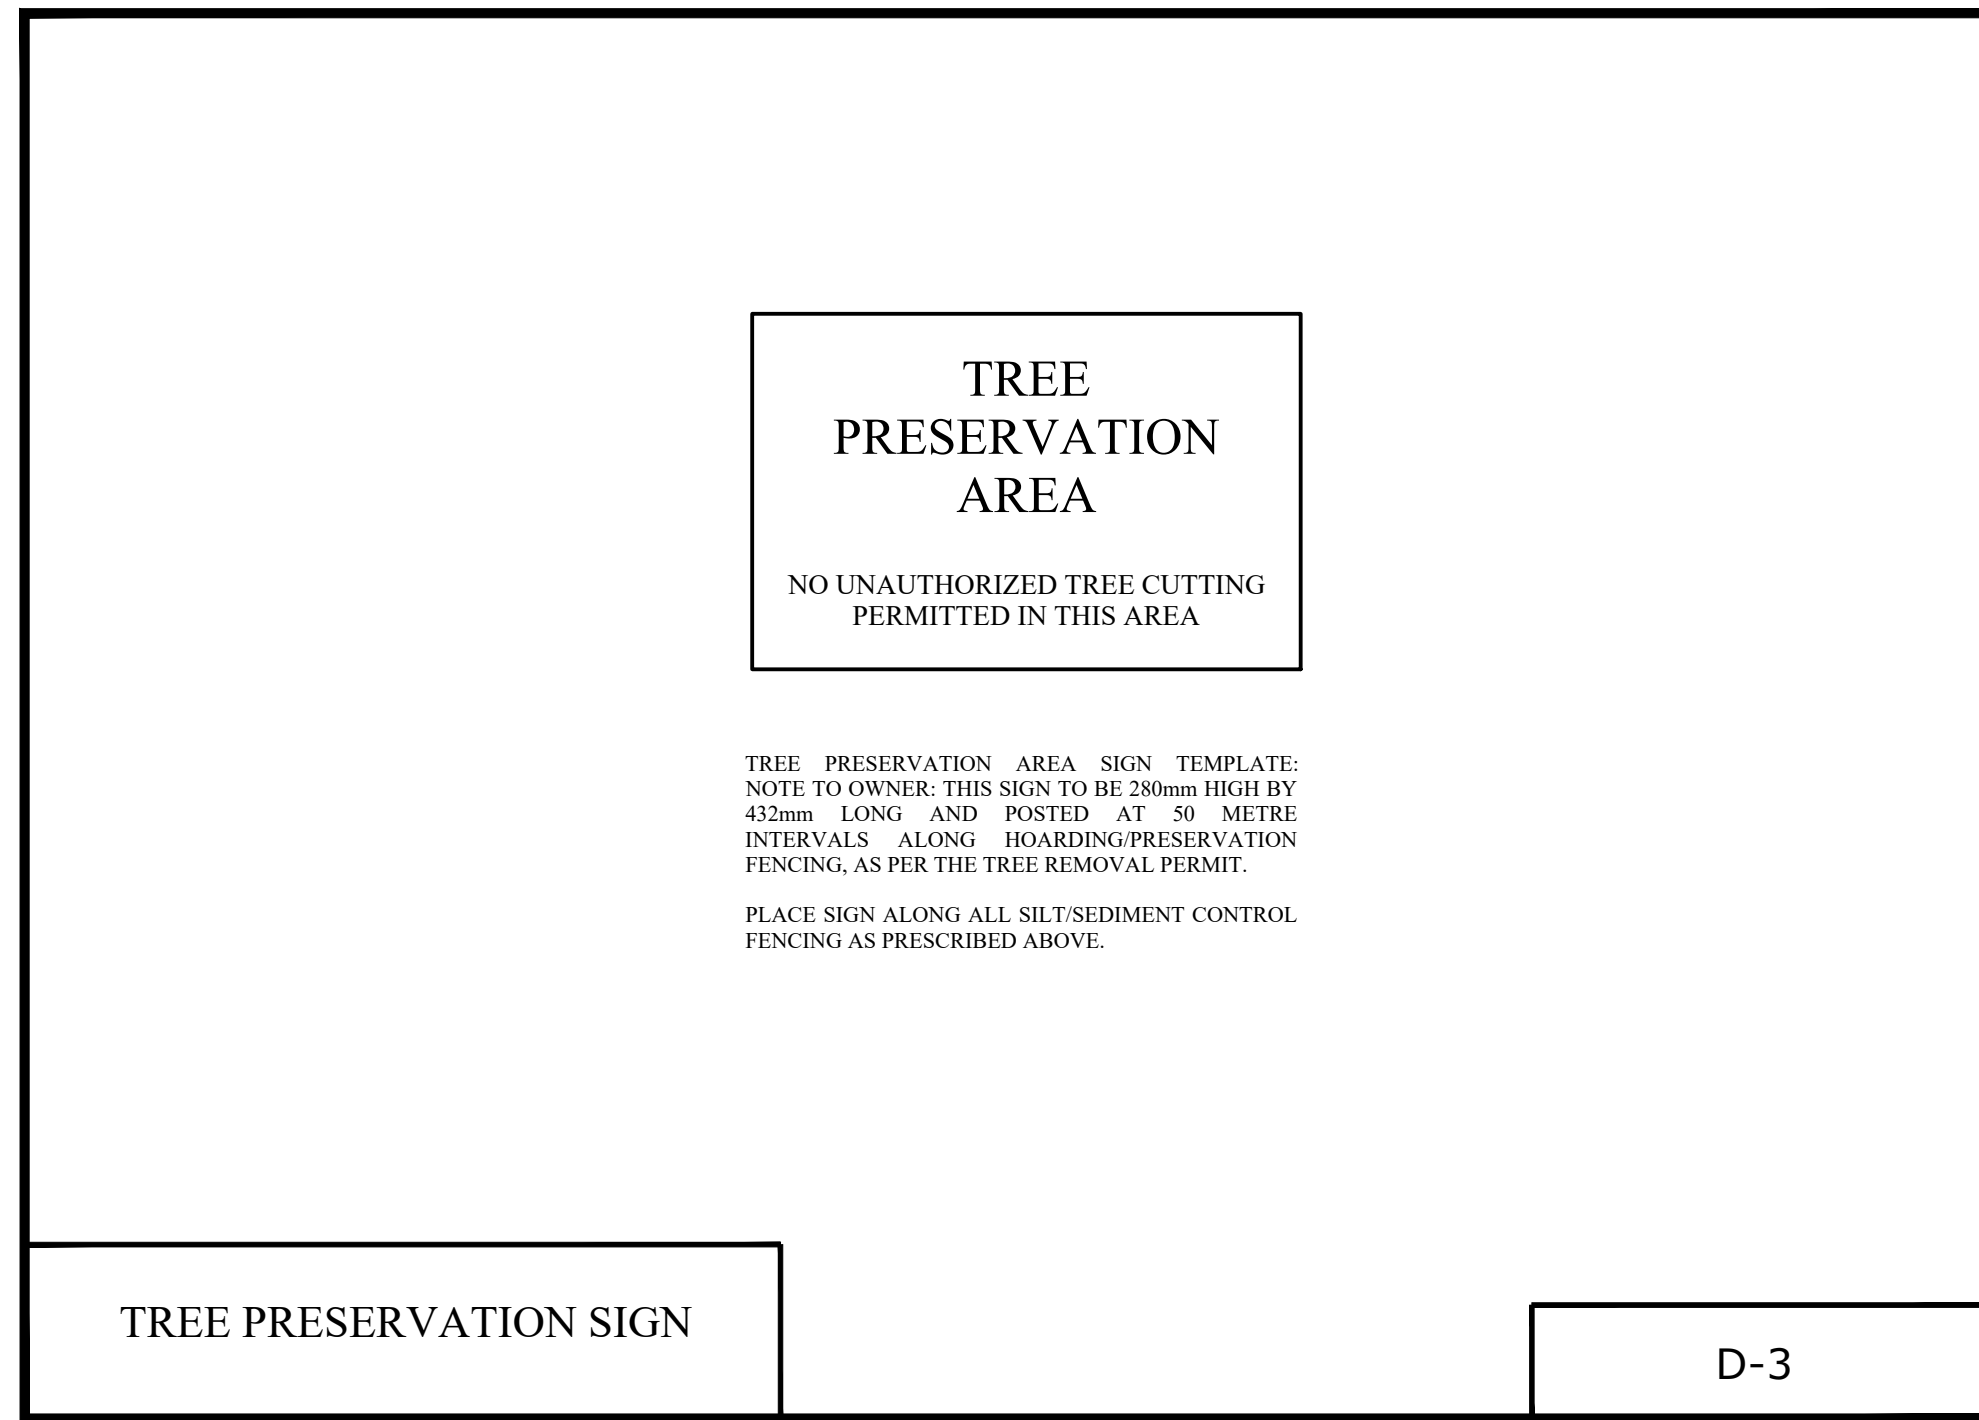 TREE
PRESERVATION
AREA
NO UNAUTHORIZED TREE CUTTING
PERMITTED IN THIS AREA
TREE PRESERVATION AREA SIGN TEMPLATE:
NOTE TO OWNER: THIS SIGN TO BE 280mm HIGH BY
432mm LONG AND POSTED AT 50 METRE
INTERVALS ALONG HOARDING/PRESERVATION
FENCING, AS PER THE TREE REMOVAL PERMIT.
PLACE SIGN ALONG ALL SILT/SEDIMENT CONTROL
FENCING AS PRESCRIBED ABOVE.
TREE PRESERVATION SIGN
D-3